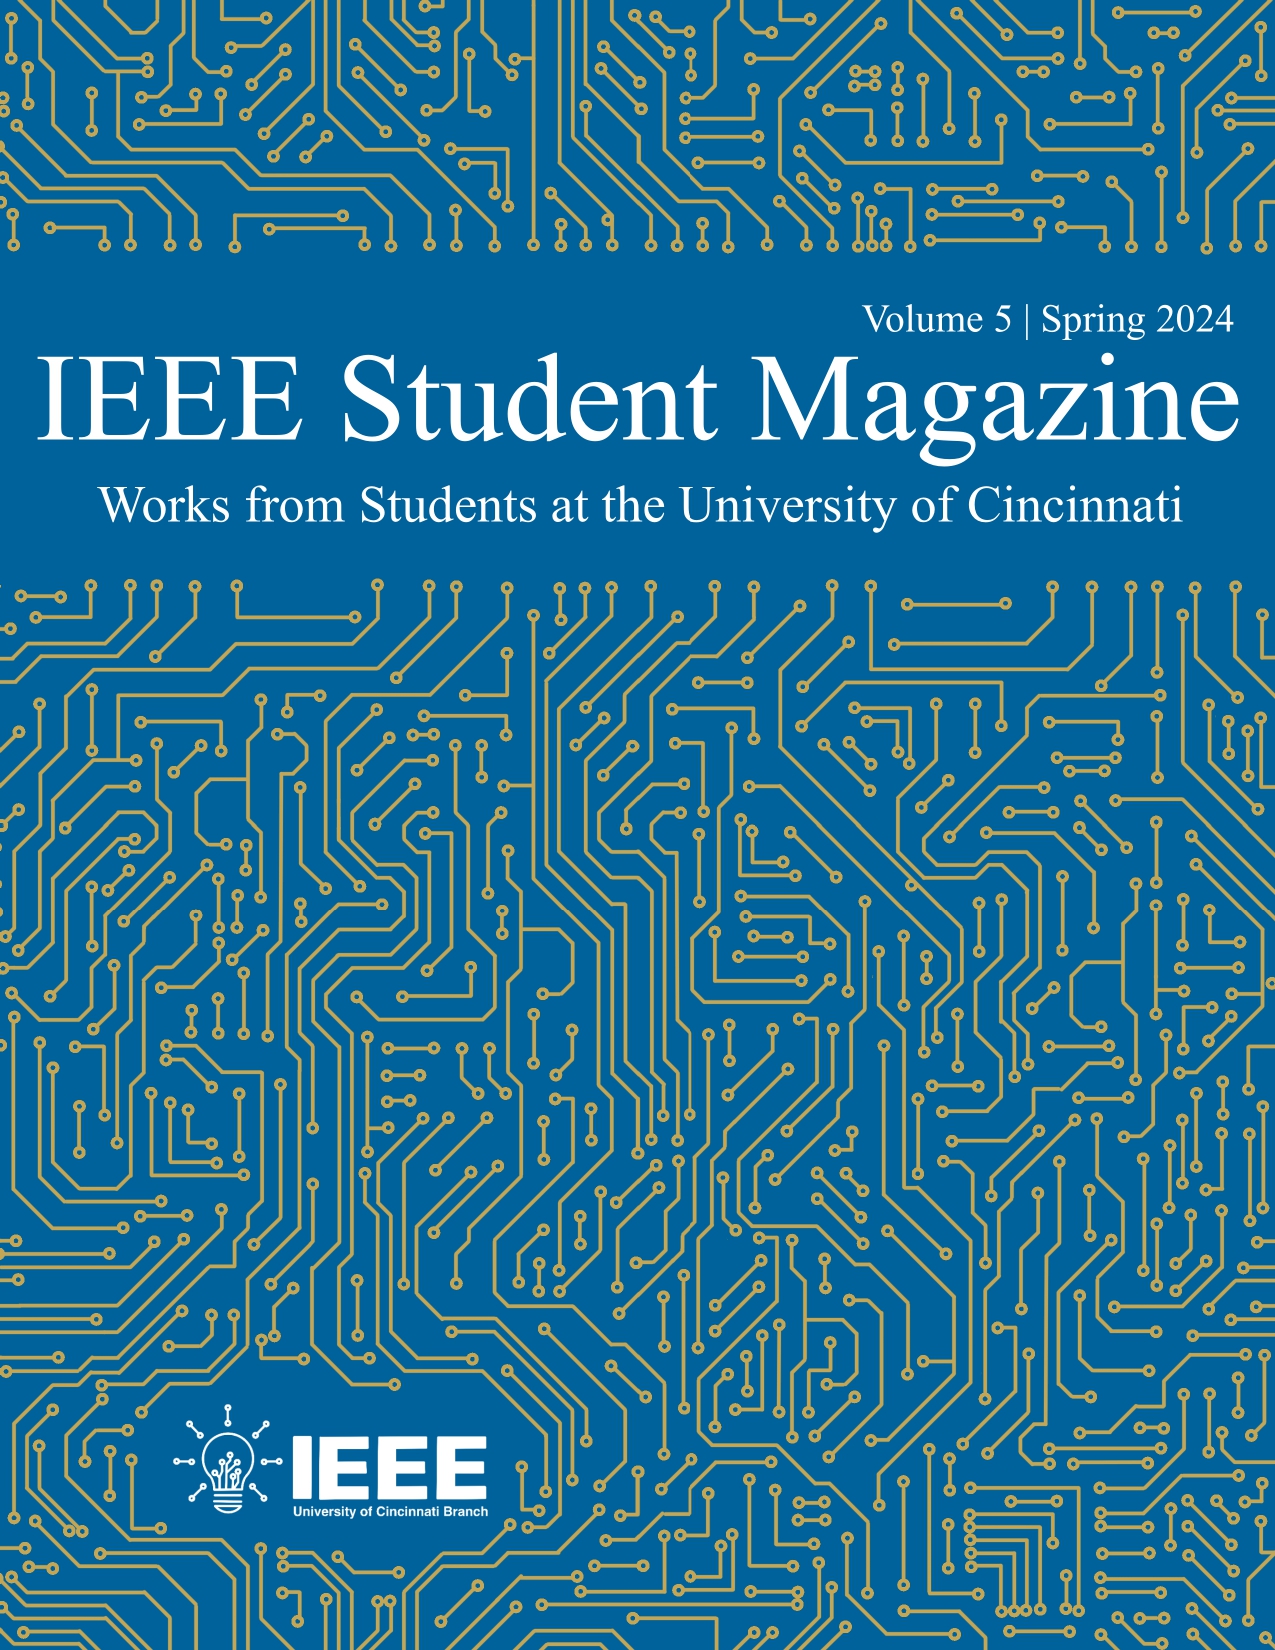 Volume 5 | Spring 2024
IEEE Student Magazine
Works from Students at the University of Cincinnati
IEEE
University of Cincinnati Branch